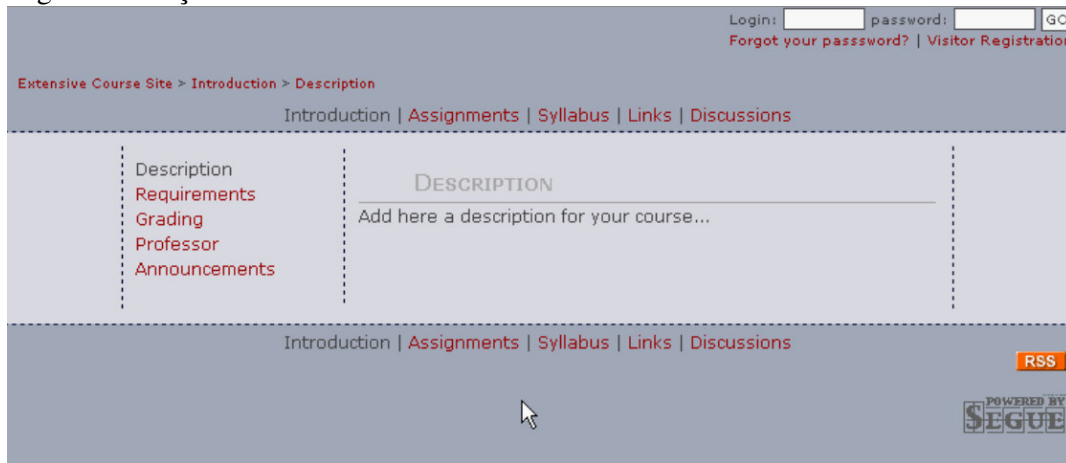 Login: password: GO
Forgot your passsword? | Visitor Registration
Extensive Course Site > Introduction > Description
Introduction | Assignments | Syllabus | Links | Discussions
Description
Requirements
Grading
Professor
Announcements
DESCRIPTION
Add here a description for your course...
Introduction | Assignments | Syllabus | Links | Discussions
RSS
POWERED BY
SEGUE